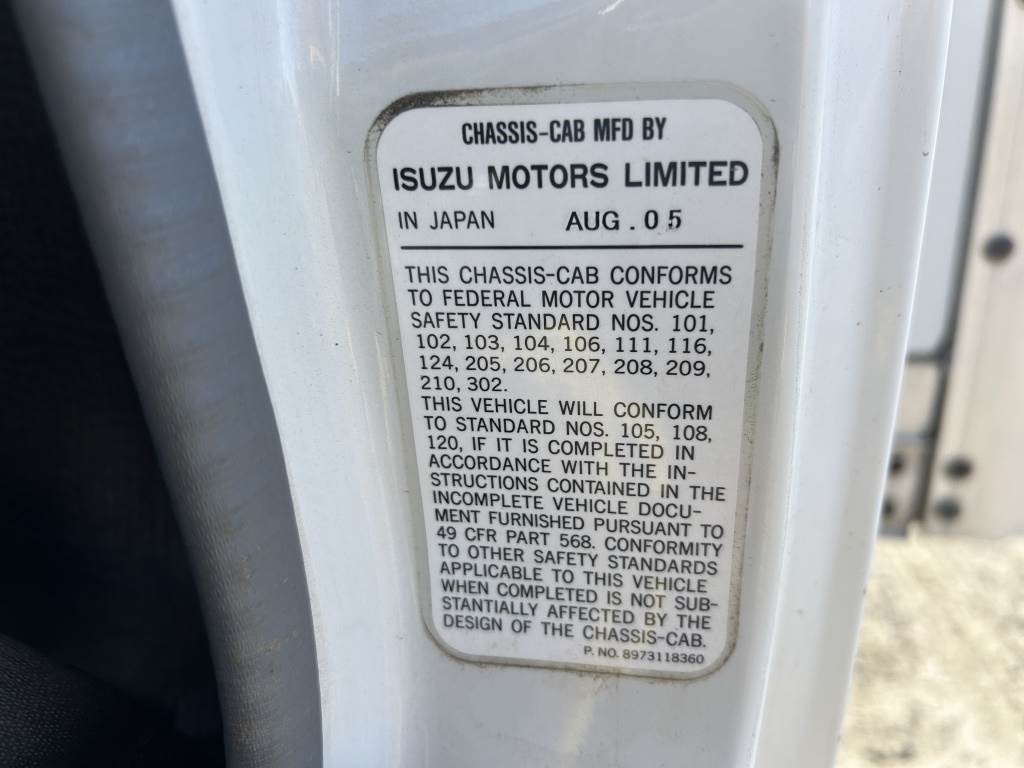 CHASSIS-CAB MFD BY
ISUZU MOTORS LIMITED
IN JAPAN AUG . 05
THIS CHASSIS-CAB CONFORMS
TO FEDERAL MOTOR VEHICLE
SAFETY STANDARD NOS. 101,
102, 103, 104, 106, 111, 116,
124, 205, 206, 207, 208, 209,
210, 302.
THIS VEHICLE WILL CONFORM
TO STANDARD NOS. 105, 108,
120, IF IT IS COMPLETED IN
ACCORDANCE WITH THE IN-
STRUCTIONS CONTAINED IN THE
INCOMPLETE VEHICLE DOCU-
MENT FURNISHED PURSUANT TO
49 CFR PART 568. CONFORMITY
TO OTHER SAFETY STANDARDS
APPLICABLE TO THIS VEHICLE
WHEN COMPLETED IS NOT SUB-
STANTIALLY AFFECTED BY THE
DESIGN OF THE CHASSIS-CAB.
P. NO. 8973118360